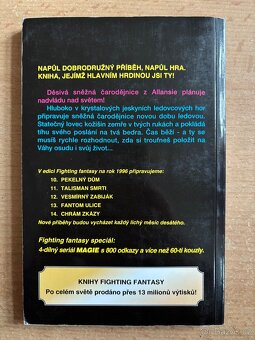 NAPŮL DOBRODRUŽNÝ PŘÍBĚH, NAPŮL HRA.
KNIHA, JEJÍMŽ HLAVNÍM HRDINOU JSI TY!
Děsivá sněžná čarodějnice z Allansie plánuje
nadvládu nad světem!
Hluboko v krystalových jeskyních ledovcových hor
připravuje sněžná čarodějnice novou dobu ledovou.
Statečný lovec kožišin zemře v tvých rukách a pokládá
tíhu svého poslání na tvá bedra. Čas běží - a ty se
musíš rychle rozhodnout, zda si troufneš položit na
Váhy osudu i svůj život...
V edici Fighting fantasy na rok 1996 připravujeme:
10. PEKELNÝ DŮM
11. TALISMAN SMRTI
12. VESMÍRNÝ ZABIJÁK
13. FANTOM ULICE
14. CHRÁM ZKÁZY
Nové příběhy budou vycházet každý lichý měsíc desátého.
Fighting fantasy speciál:
4-dílný seriál MAGIE s 800 odkazy a více než 60-ti kouzly.
KNIHY FIGHTING FANTASY
Po celém světě prodáno přes 13 milionů výtisků!